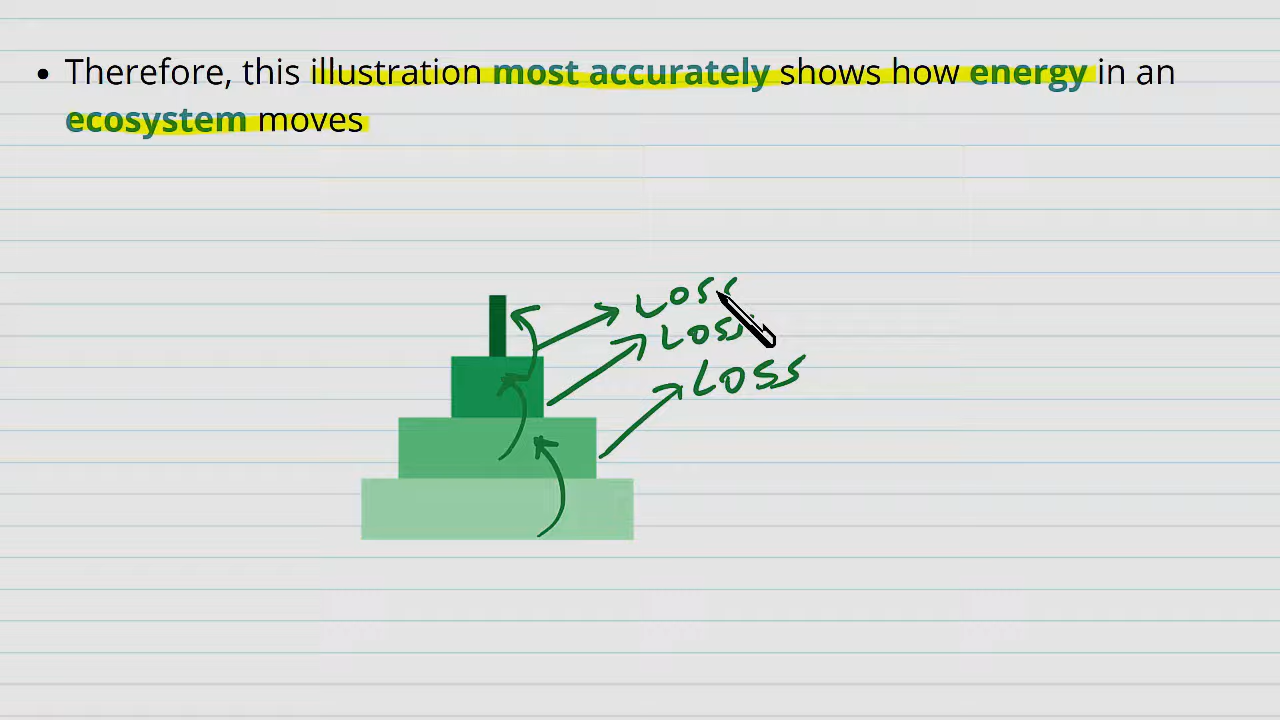 • Therefore, this illustration most accurately shows how energy in an
ecosystem moves
LOSS
LOSS
LOSS